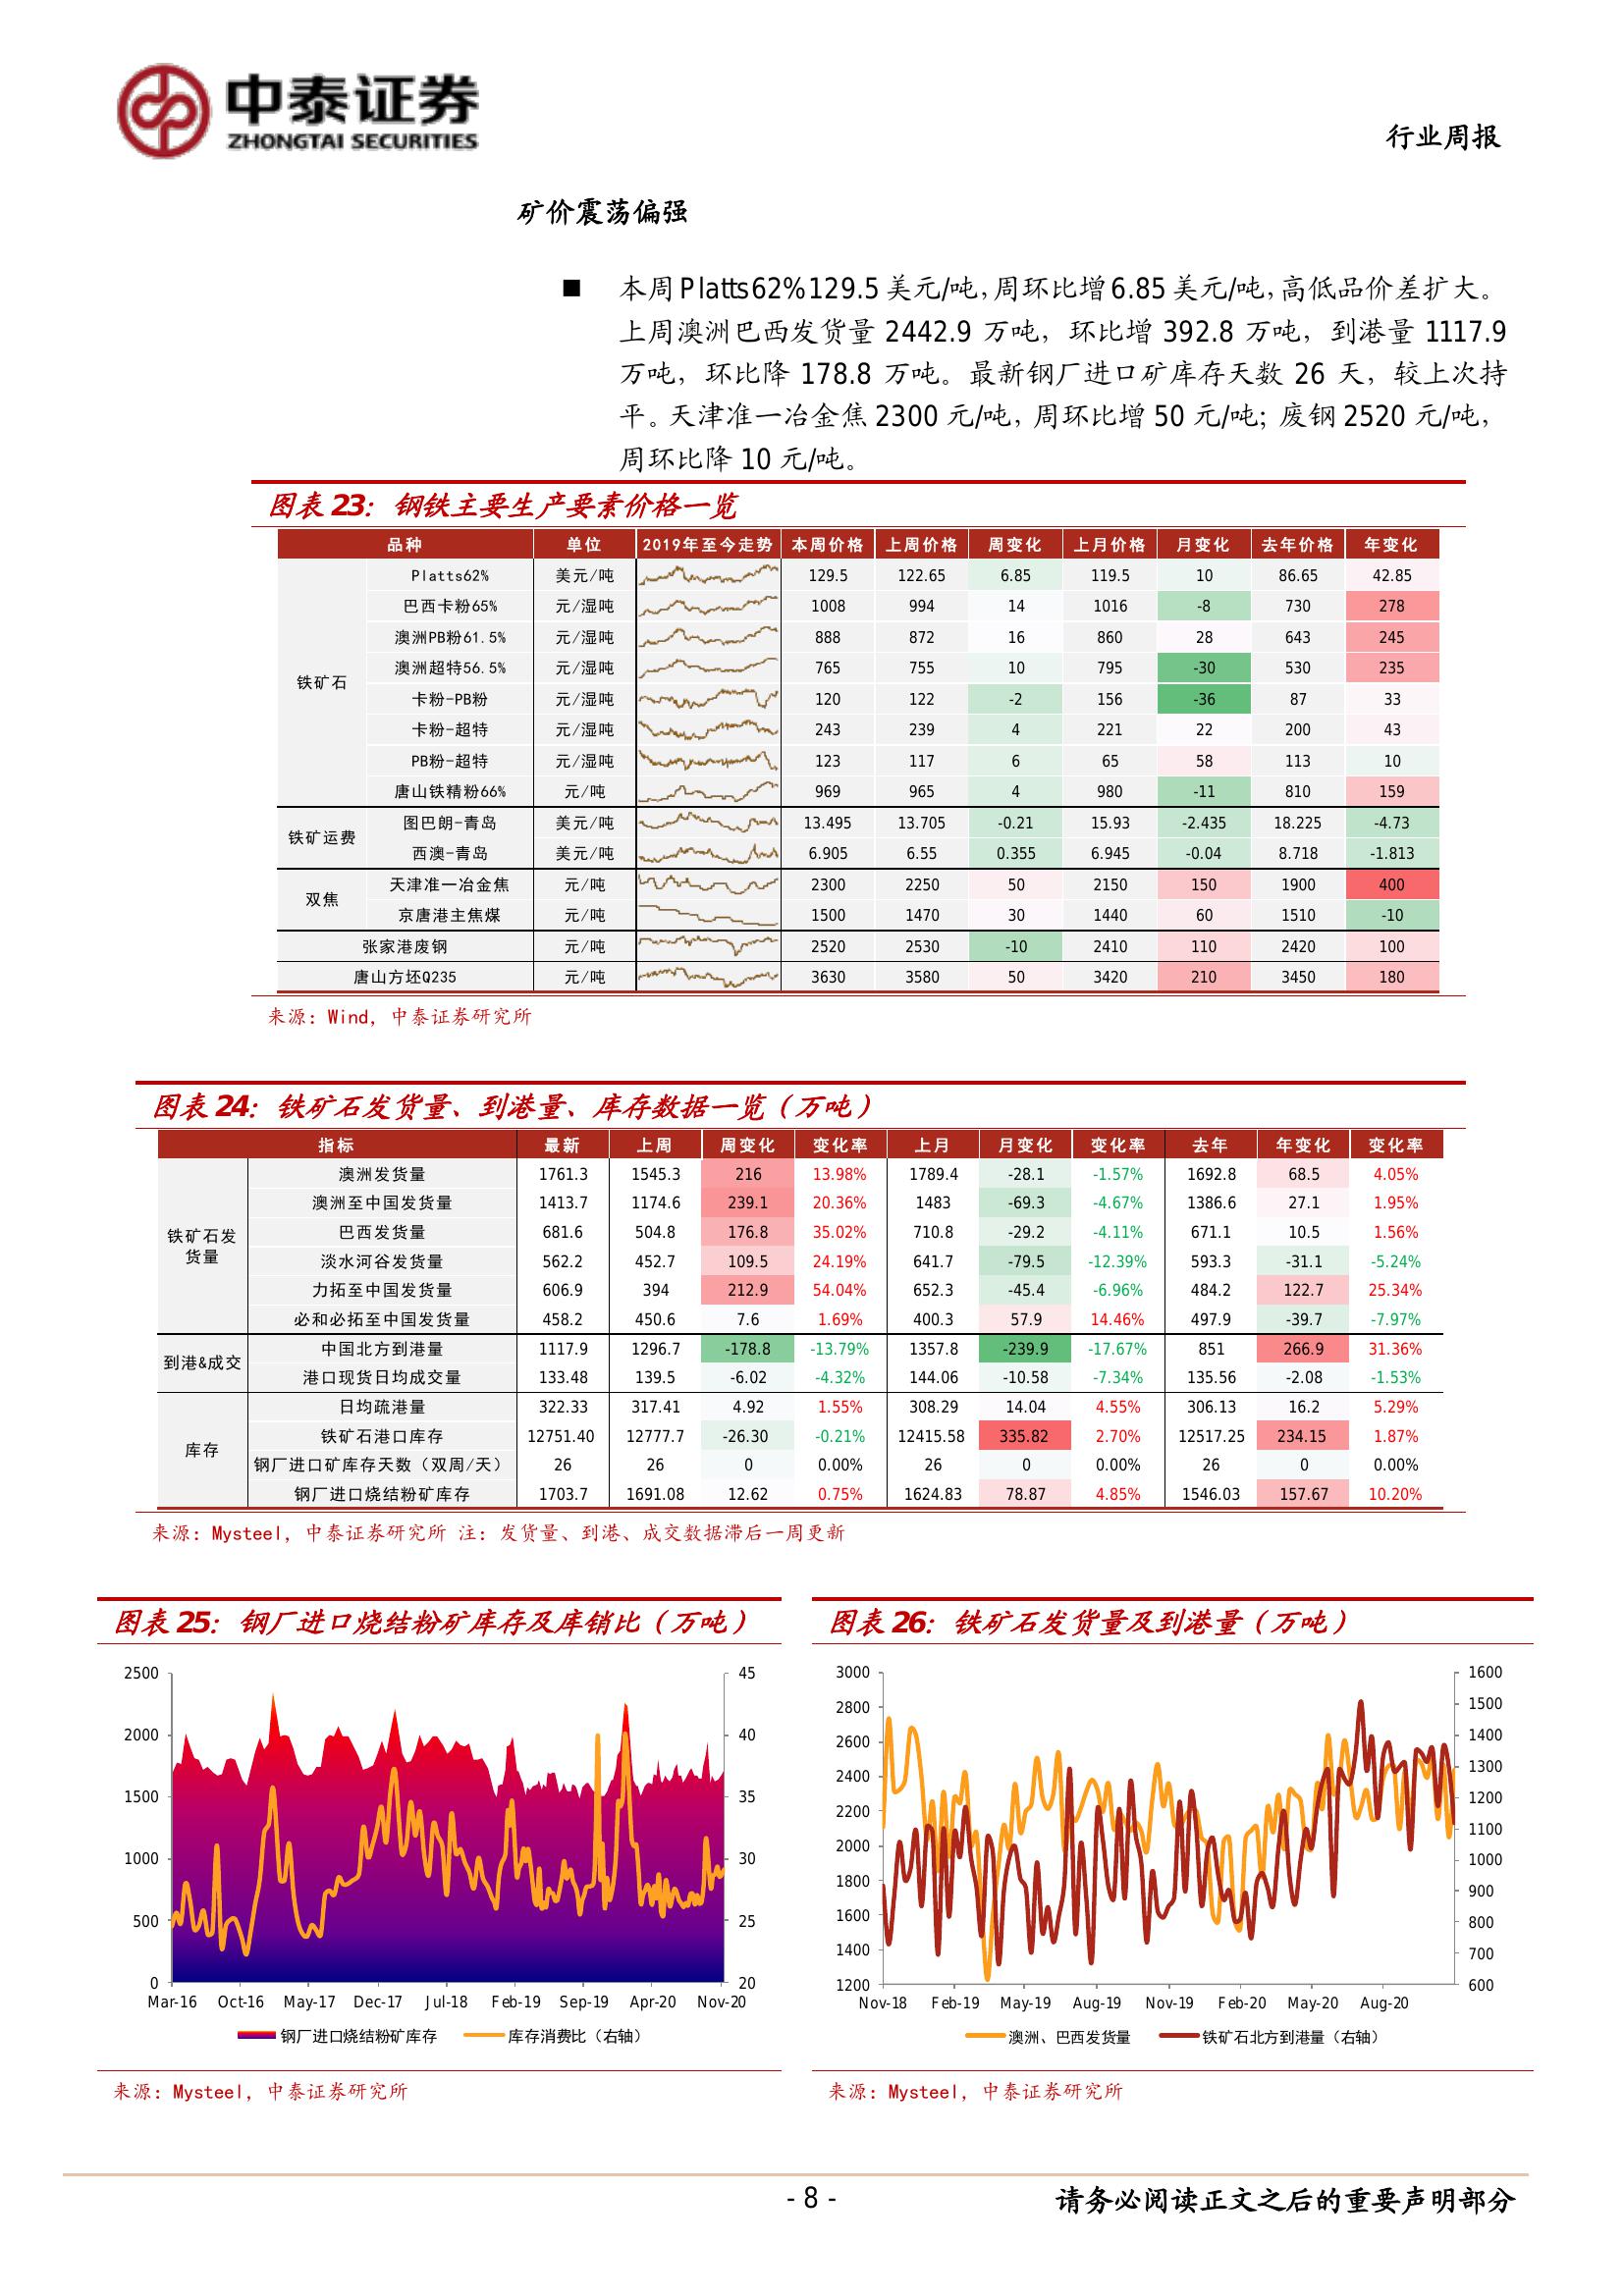 中泰证券
ZHONGTAI SECURITIES
行业周报
矿价震荡偏强
■ 本周 Platts62%129.5 美元/吨，周环比增 6.85 美元/吨，高低品价差扩大。
上周澳洲巴西发货量 2442.9 万吨，环比增 392.8 万吨，到港量 1117.9
万吨，环比降 178.8 万吨。最新钢厂进口矿库存天数 26 天，较上次持
平。天津准一冶金焦 2300 元/吨，周环比增 50 元/吨；废钢 2520 元/吨，
周环比降 10 元/吨。
图表 23：钢铁主要生产要素价格一览
品种 单位 2019年至今走势 本周价格 上周价格 周变化 上月价格 月变化 去年价格 年变化
铁矿石
Platts62% 美元/吨 129.5 122.65 6.85 119.5 10 86.65 42.85
巴西卡粉65% 元/湿吨 1008 994 14 1016 -8 730 278
澳洲PB粉61.5% 元/湿吨 888 872 16 860 28 643 245
澳洲超特56.5% 元/湿吨 765 755 10 795 -30 530 235
卡粉-PB粉 元/湿吨 120 122 -2 156 -36 87 33
卡粉-超特 元/湿吨 243 239 4 221 22 200 43
PB粉-超特 元/湿吨 123 117 6 65 58 113 10
唐山铁精粉66% 元/吨 969 965 4 980 -11 810 159
铁矿运费
图巴朗-青岛 美元/吨 13.495 13.705 -0.21 15.93 -2.435 18.225 -4.73
西澳-青岛 美元/吨 6.905 6.55 0.355 6.945 -0.04 8.718 -1.813
双焦
天津准一冶金焦 元/吨 2300 2250 50 2150 150 1900 400
京唐港主焦煤 元/吨 1500 1470 30 1440 60 1510 -10
张家港废钢 元/吨 2520 2530 -10 2410 110 2420 100
唐山方坯Q235 元/吨 3630 3580 50 3420 210 3450 180
来源：Wind，中泰证券研究所
图表 24：铁矿石发货量、到港量、库存数据一览（万吨）
指标 最新 上周 周变化 变化率 上月 月变化 变化率 去年 年变化 变化率
铁矿石发
货量
澳洲发货量 1761.3 1545.3 216 13.98% 1789.4 -28.1 -1.57% 1692.8 68.5 4.05%
澳洲至中国发货量 1413.7 1174.6 239.1 20.36% 1483 -69.3 -4.67% 1386.6 27.1 1.95%
巴西发货量 681.6 504.8 176.8 35.02% 710.8 -29.2 -4.11% 671.1 10.5 1.56%
淡水河谷发货量 562.2 452.7 109.5 24.19% 641.7 -79.5 -12.39% 593.3 -31.1 -5.24%
力拓至中国发货量 606.9 394 212.9 54.04% 652.3 -45.4 -6.96% 484.2 122.7 25.34%
必和必拓至中国发货量 458.2 450.6 7.6 1.69% 400.3 57.9 14.46% 497.9 -39.7 -7.97%
到港&成交
中国北方到港量 1117.9 1296.7 -178.8 -13.79% 1357.8 -239.9 -17.67% 851 266.9 31.36%
港口现货日均成交量 133.48 139.5 -6.02 -4.32% 144.06 -10.58 -7.34% 135.56 -2.08 -1.53%
库存
日均疏港量 322.33 317.41 4.92 1.55% 308.29 14.04 4.55% 306.13 16.2 5.29%
铁矿石港口库存 12751.40 12777.7 -26.30 -0.21% 12415.58 335.82 2.70% 12517.25 234.15 1.87%
钢厂进口矿库存天数（双周/天） 26 26 0 0.00% 26 0 0.00% 26 0 0.00%
钢厂进口烧结粉矿库存 1703.7 1691.08 12.62 0.75% 1624.83 78.87 4.85% 1546.03 157.67 10.20%
来源：Mysteel，中泰证券研究所 注：发货量、到港、成交数据滞后一周更新
图表 25：钢厂进口烧结粉矿库存及库销比（万吨）
2500 45
2000 40
1500 35
1000 30
500 25
0 20
Mar-16 Oct-16 May-17 Dec-17 Jul-18 Feb-19 Sep-19 Apr-20 Nov-20
钢厂进口烧结粉矿库存 库存消费比（右轴）
来源：Mysteel，中泰证券研究所
图表 26：铁矿石发货量及到港量（万吨）
3000 1600
2800 1500
2600 1400
2400 1300
2200 1200
2000 1100
1800 1000
1600 900
1400 800
1200 700
600
Nov-18 Feb-19 May-19 Aug-19 Nov-19 Feb-20 May-20 Aug-20
澳洲、巴西发货量 铁矿石北方到港量（右轴）
来源：Mysteel，中泰证券研究所
- 8 -
请务必阅读正文之后的重要声明部分